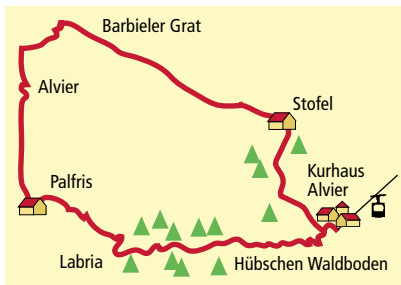 Barbieler Grat
Alvier
Stofel
Kurhaus
Alvier
Palfris
Labria
Hübschen Waldboden